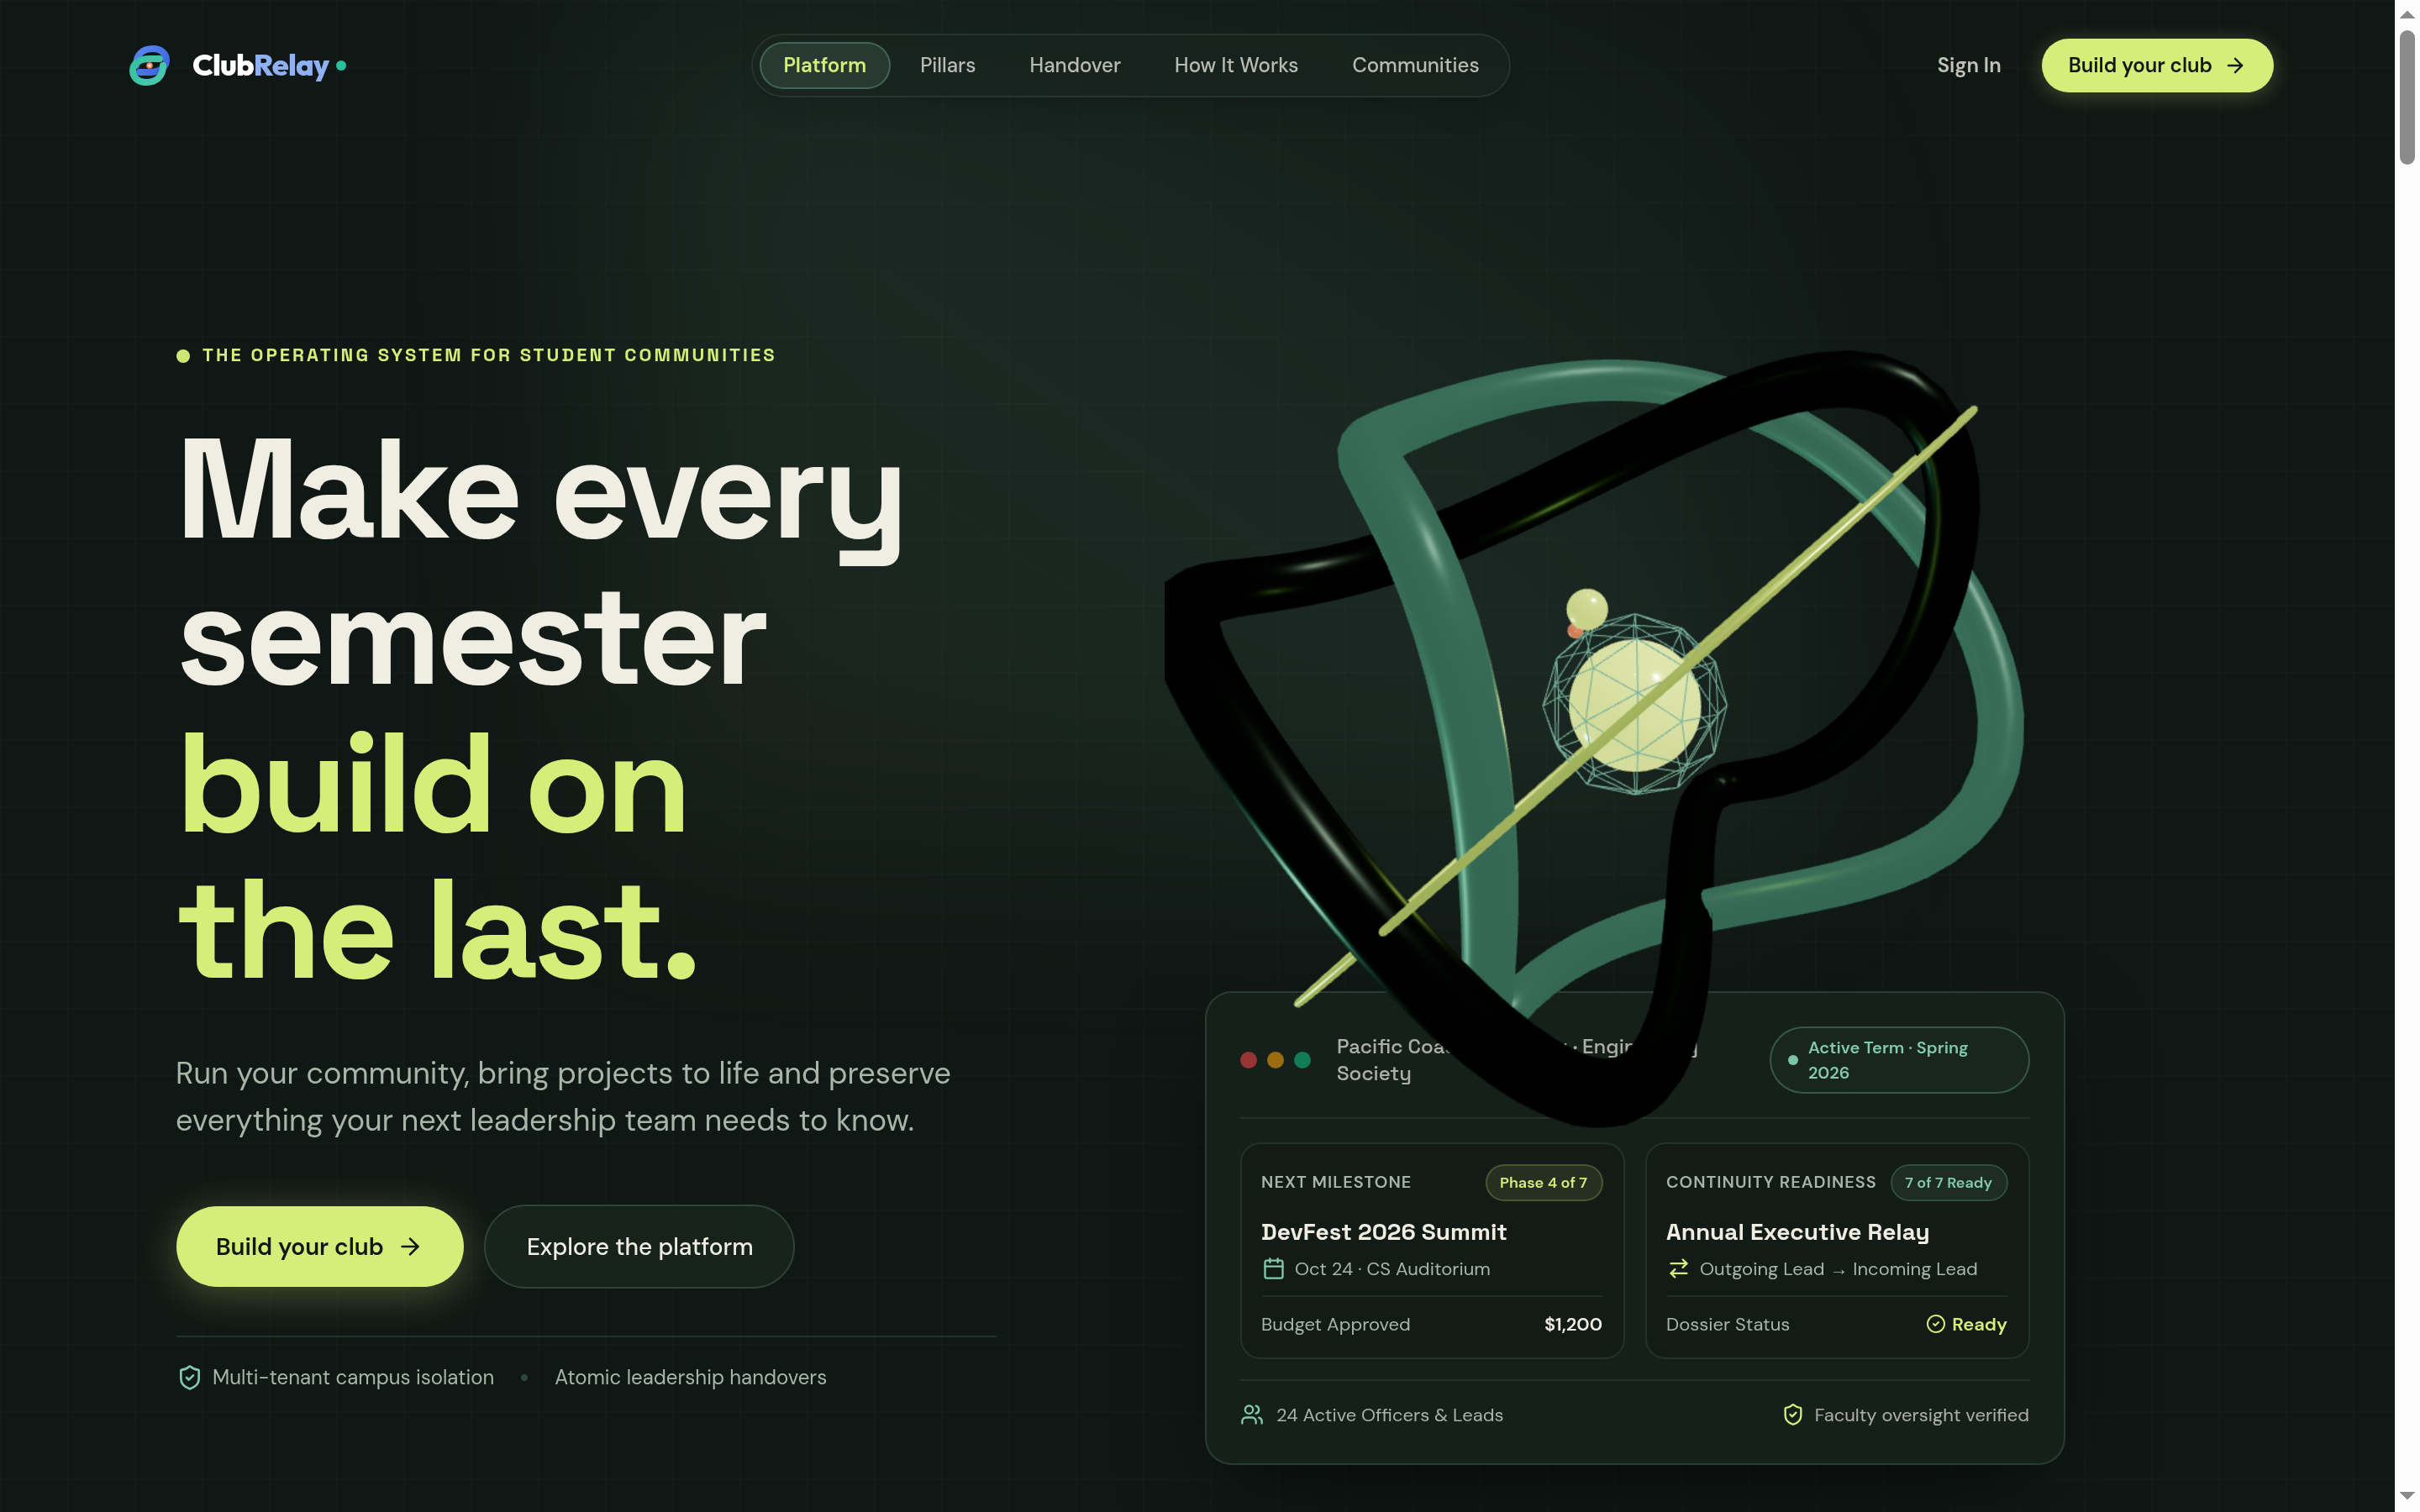 ClubRelay
Platform
Pillars
Handover
How It Works
Communities
Sign In
Build your club →
THE OPERATING SYSTEM FOR STUDENT COMMUNITIES
Make every
semester
build on
the last.
Run your community, bring projects to life and preserve
everything your next leadership team needs to know.
Build your club →
Explore the platform
Multi-tenant campus isolation • Atomic leadership handovers
Pacific
Society
Active Term · Spring
2026
NEXT MILESTONE
Phase 4 of 7
DevFest 2026 Summit
Oct 24 · CS Auditorium
Budget Approved
$1,200
CONTINUITY READINESS
7 of 7 Ready
Annual Executive Relay
Outgoing Lead → Incoming Lead
Dossier Status
Ready
24 Active Officers & Leads
Faculty oversight verified